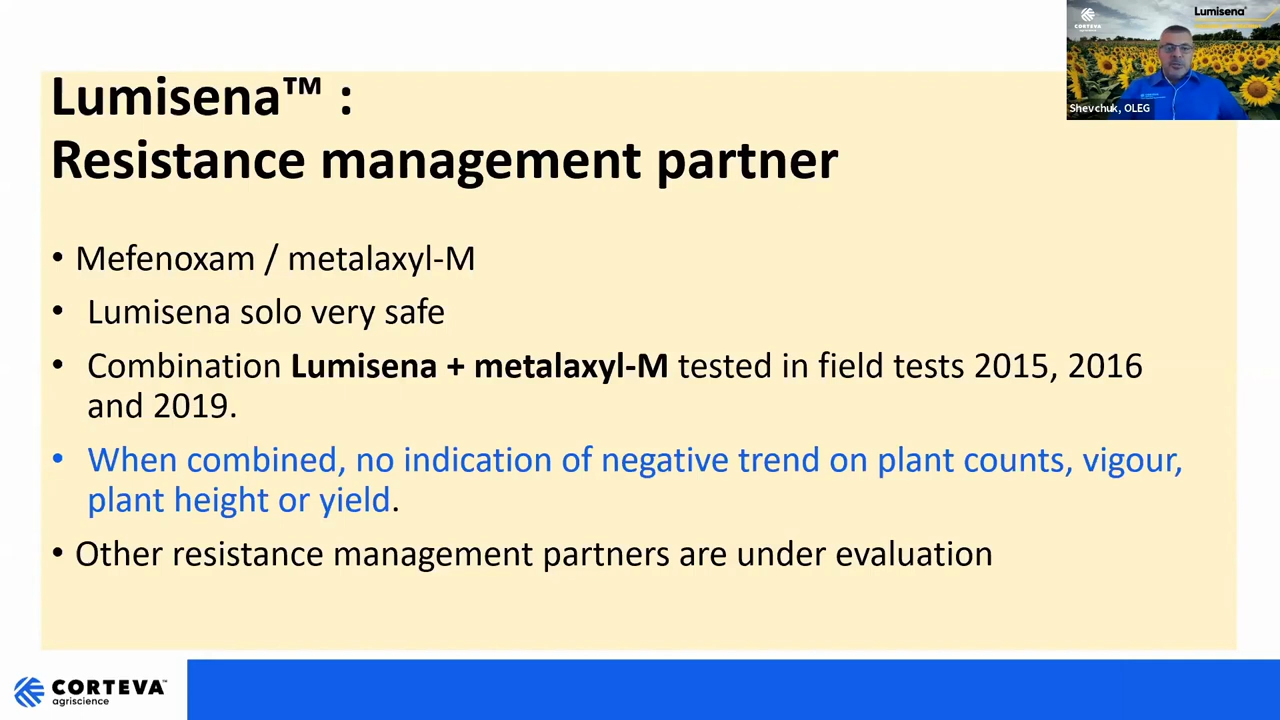 CORTEVA
agriscience
Lumisena
Shevchuk, OLEG
Lumisena™ :
Resistance management partner
• Mefenoxam / metalaxyl-M
• Lumisena solo very safe
• Combination Lumisena + metalaxyl-M tested in field tests 2015, 2016
and 2019.
• When combined, no indication of negative trend on plant counts, vigour,
plant height or yield.
• Other resistance management partners are under evaluation
CORTEVA™
agriscience